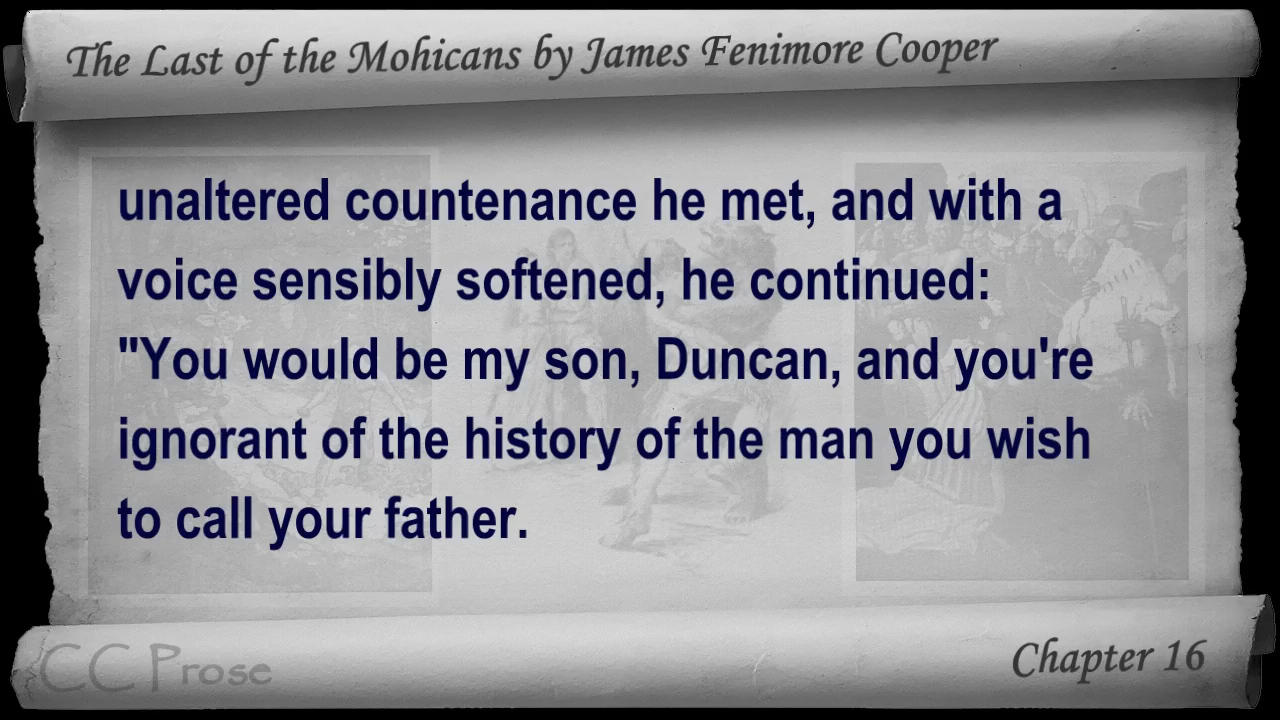 The Last of the Mohicans by James Fenimore Cooper
unaltered countenance he met, and with a
voice sensibly softened, he continued:
"You would be my son, Duncan, and you're
ignorant of the history of the man you wish
to call your father.
CC Prose
Chapter 16